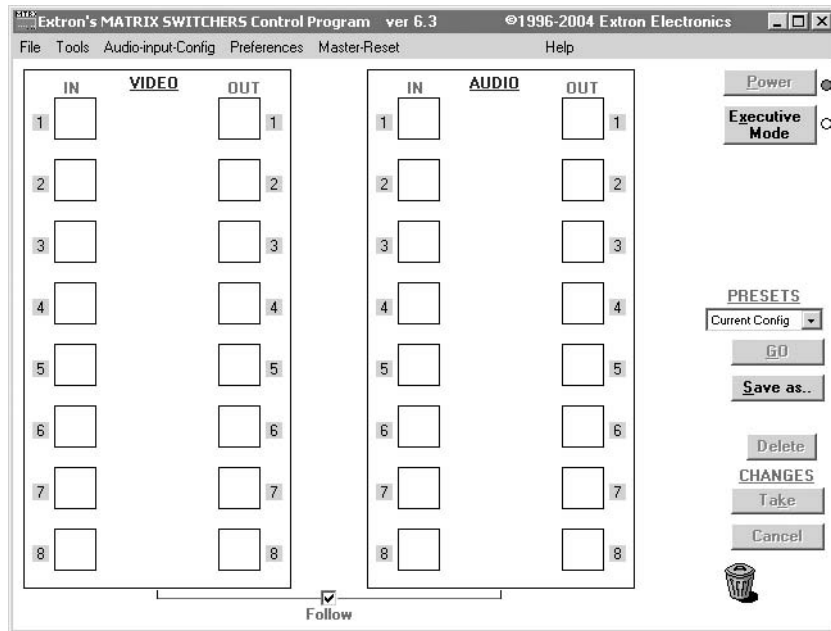 MTRX Extron's MATRIX SWITCHERS Control Program ver 6.3 ©1996-2004 Extron Electronics
File Tools Audio-input-Config Preferences Master-Reset Help
IN VIDEO OUT IN AUDIO OUT
1 1 1 1
2 2 2 2
3 3 3 3
4 4 4 4
5 5 5 5
6 6 6 6
7 7 7 7
8 8 8 8
Follow
Power
Executive
Mode
PRESETS
Current Config
GO
Save as..
Delete
CHANGES
Take
Cancel